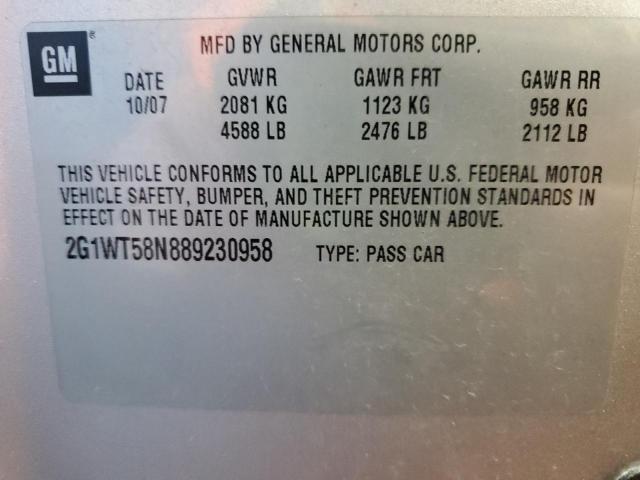 GM
MFD BY GENERAL MOTORS CORP.
DATE GVWR GAWR FRT GAWR RR
10/07 2081 KG 1123 KG 958 KG
4588 LB 2476 LB 2112 LB
THIS VEHICLE CONFORMS TO ALL APPLICABLE U.S. FEDERAL MOTOR
VEHICLE SAFETY, BUMPER, AND THEFT PREVENTION STANDARDS IN
EFFECT ON THE DATE OF MANUFACTURE SHOWN ABOVE.
2G1WT58N889230958 TYPE: PASS CAR